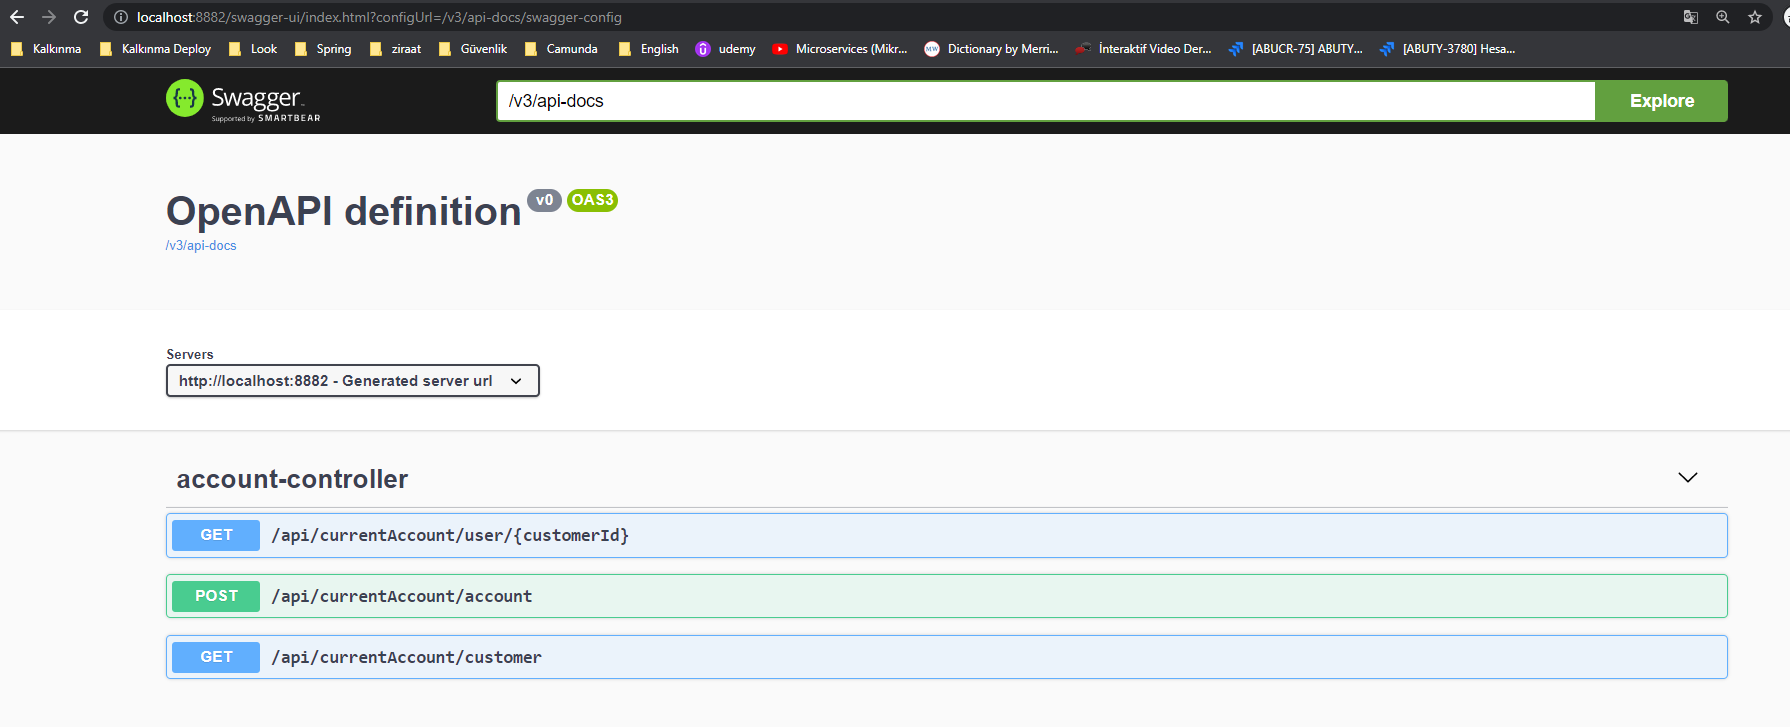 localhost:8882/swagger-ui/index.html?configUrl=/v3/api-docs/swagger-config
Kalkınma Kalkınma Deploy Look Spring ziraat Güvenlik Camunda English udemy Microservices (Mikr... MW Dictionary by Merri... İnteraktif Video Der... [ABUCR-75] ABUTY... [ABUTY-3780] Hesa...
{···} Swagger™ /v3/api-docs Explore
Supported by SMARTBEAR
OpenAPI definition v0 OAS3
/v3/api-docs
Servers
http://localhost:8882 - Generated server url
account-controller
GET /api/currentAccount/user/{customerId}
POST /api/currentAccount/account
GET /api/currentAccount/customer